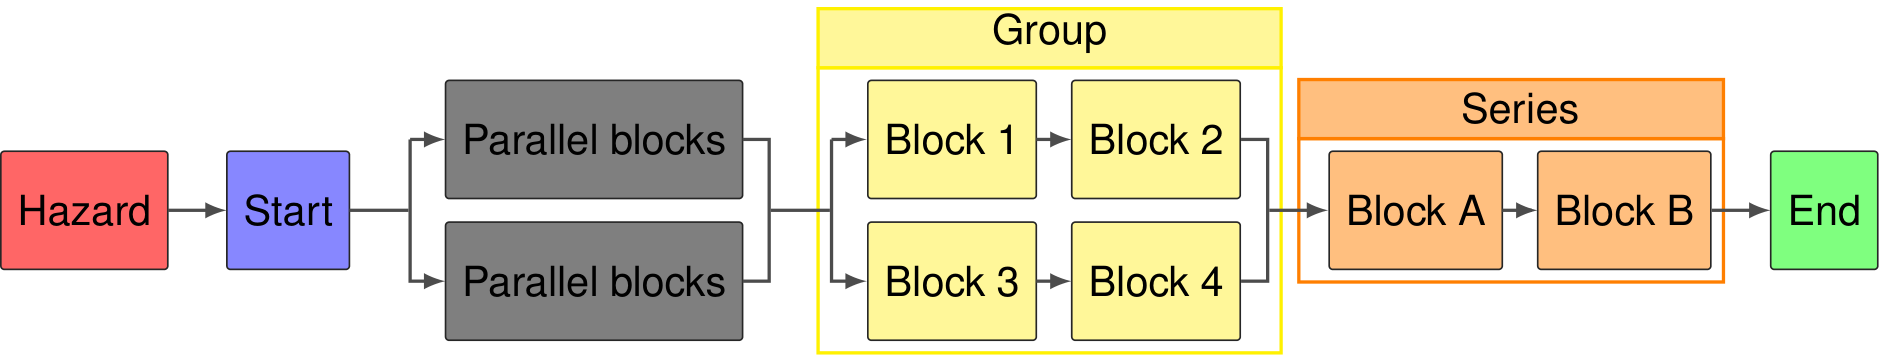 Hazard
Start
Parallel blocks
Parallel blocks
Group
Block 1
Block 2
Block 3
Block 4
Series
Block A
Block B
End